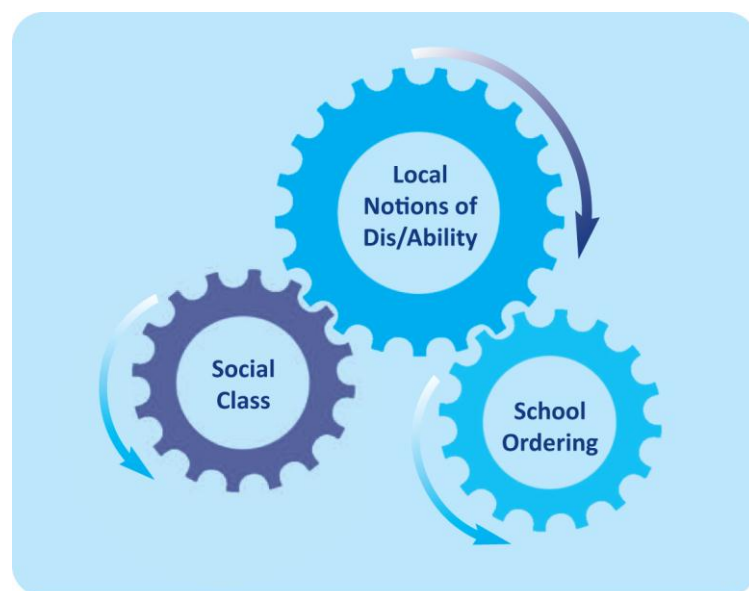 Local
Notions of
Dis/Ability
Social
Class
School
Ordering